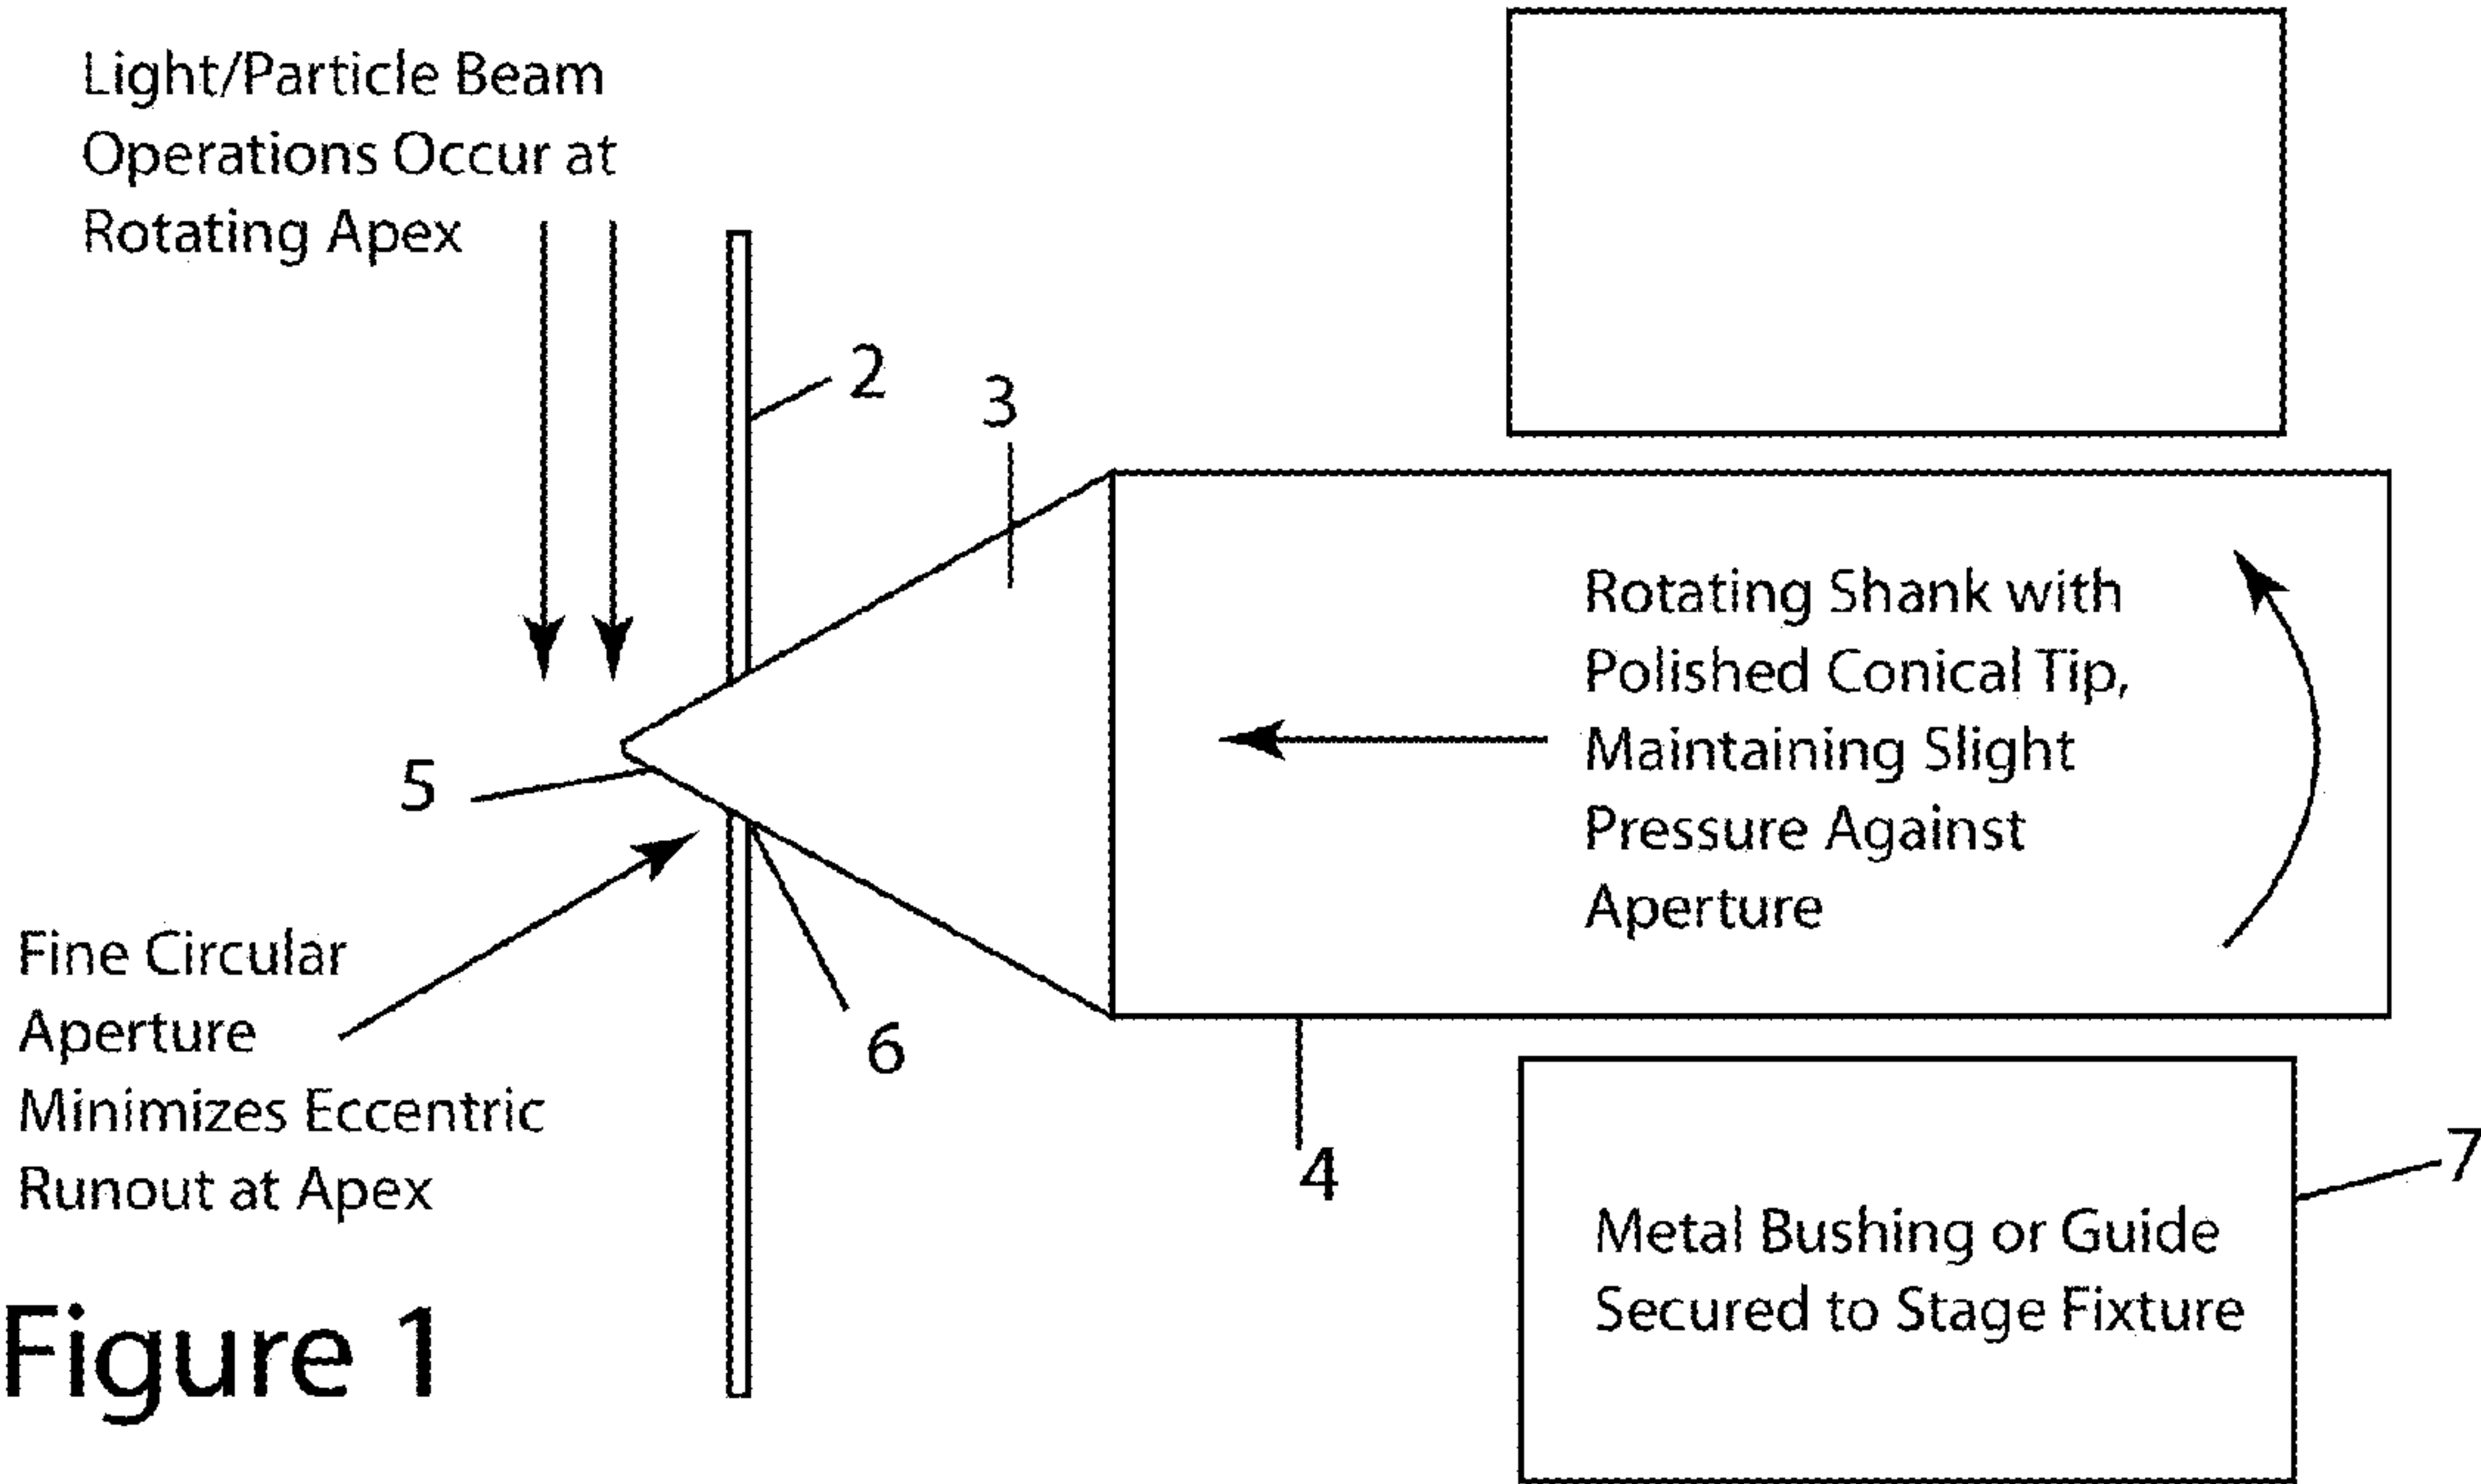 Light/Particle Beam
Operations Occur at
Rotating Apex
2
3
Rotating Shank with
Polished Conical Tip,
Maintaining Slight
Pressure Against
Aperture
5
Fine Circular
Aperture
Minimizes Eccentric
Runout at Apex
6
4
7
Metal Bushing or Guide
Secured to Stage Fixture
Figure 1